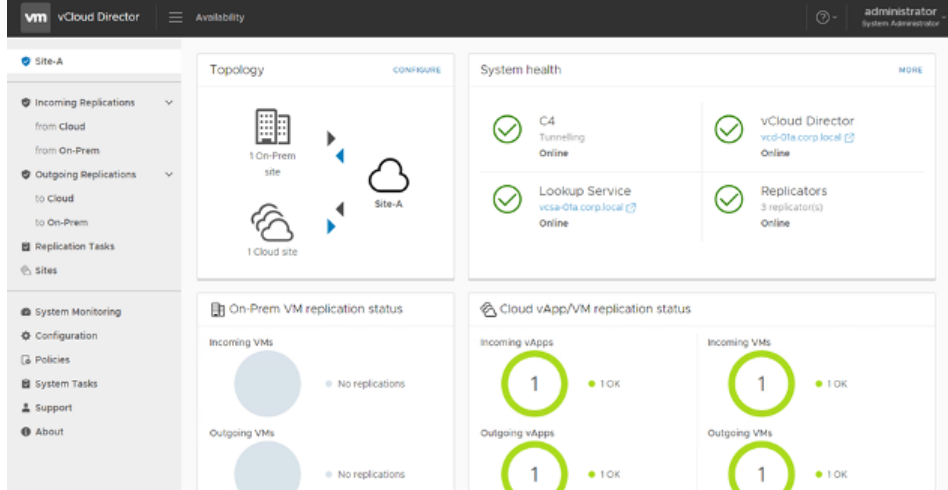 vm vCloud Director Availability administrator
System Administrator
Site-A
Incoming Replications
from Cloud
from On-Prem
Outgoing Replications
to Cloud
to On-Prem
Replication Tasks
Sites
System Monitoring
Configuration
Policies
System Tasks
Support
About
Topology CONFIGURE
1 On-Prem
site
Site-A
1 Cloud site
System health MORE
C4
Tunnelling
Online
vCloud Director
vcd-01a.corp.local
Online
Lookup Service
vcsa-01a.corp.local
Online
Replicators
3 replicator(s)
Online
On-Prem VM replication status
Incoming VMs
No replications
Outgoing VMs
No replications
Cloud vApp/VM replication status
Incoming vApps
1 1 OK
Incoming VMs
1 1 OK
Outgoing vApps
1 1 OK
Outgoing VMs
1 1 OK